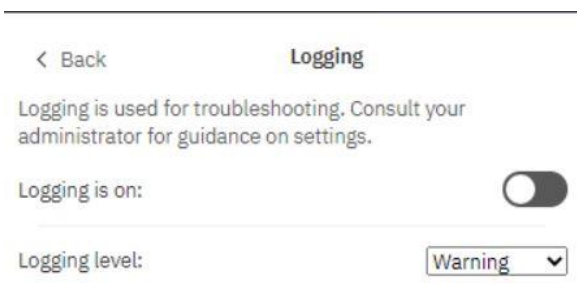 Back
Logging
Logging is used for troubleshooting. Consult your
administrator for guidance on settings.
Logging is on:
Logging level:
Warning